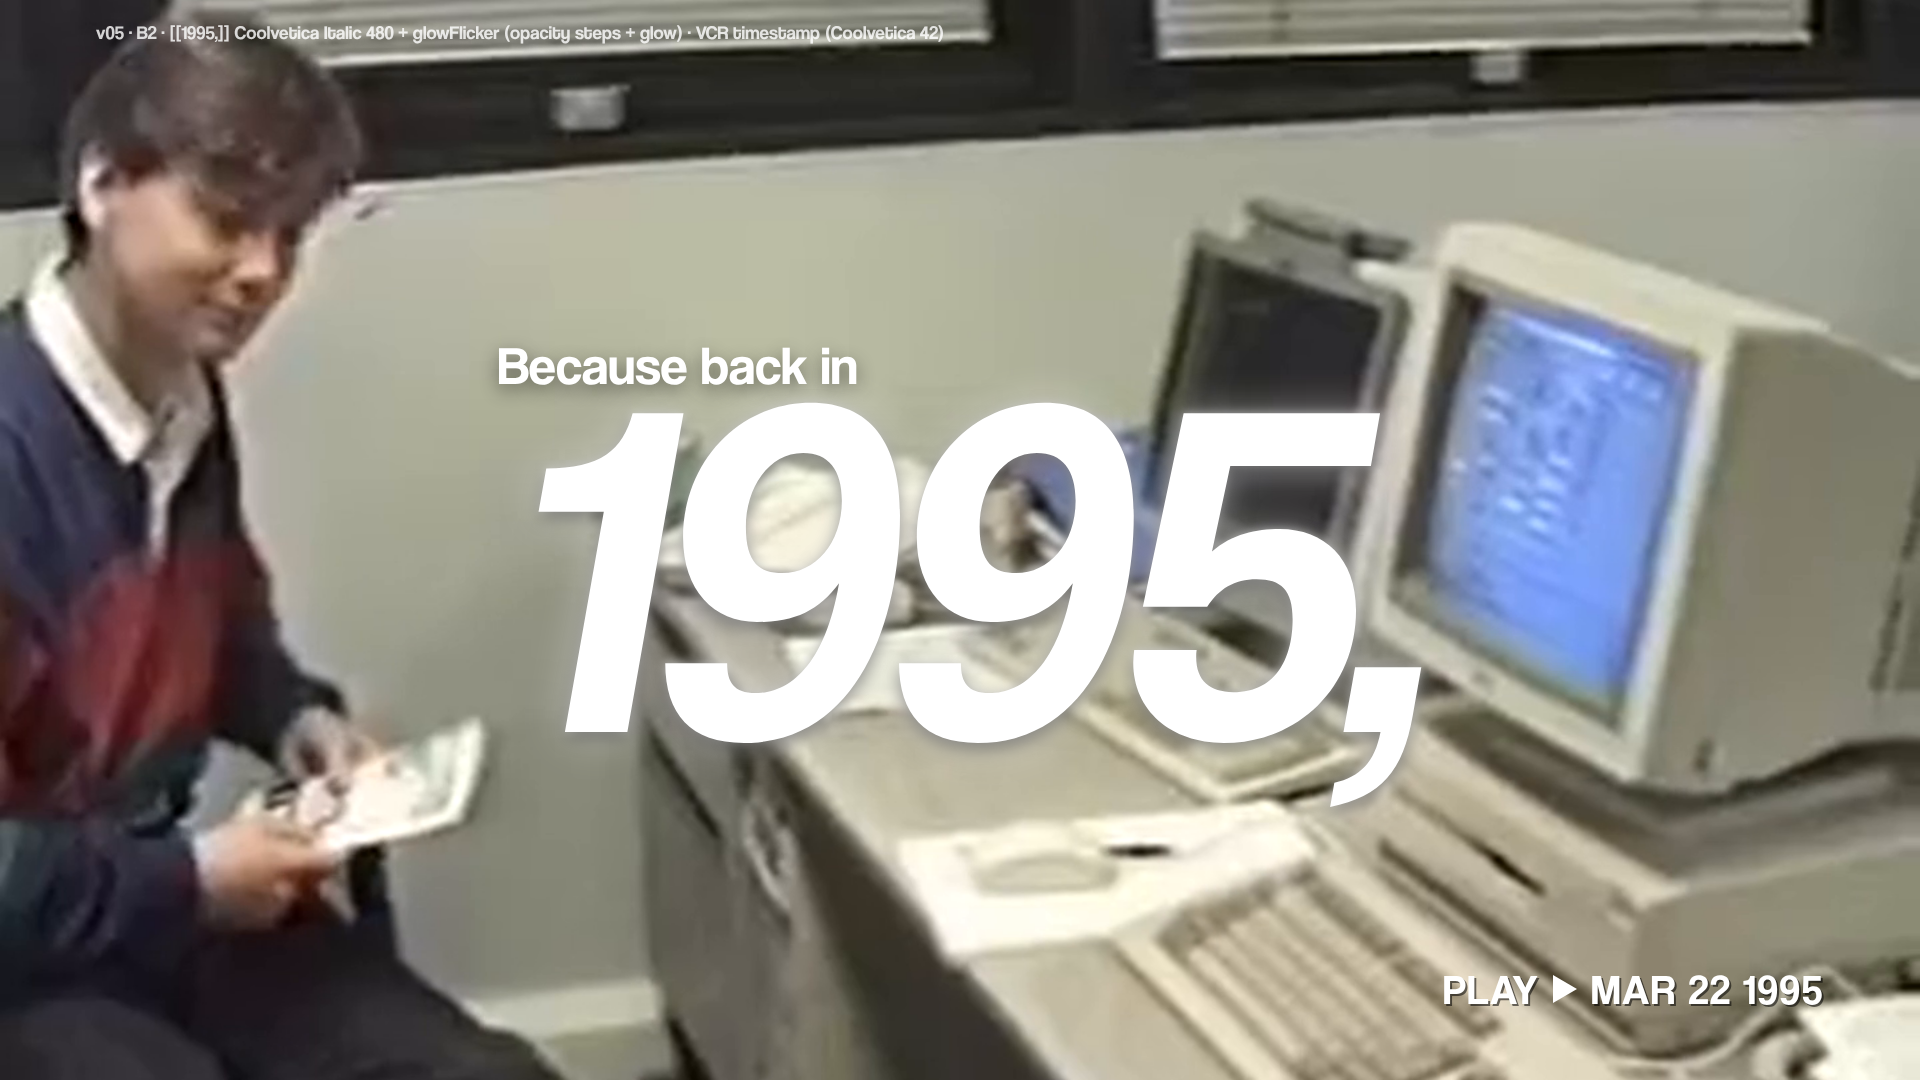 v05 · B2 · [[1995,]] Coolvetica Italic 480 + glowFlicker (opacity steps + glow) · VCR timestamp (Coolvetica 42)
Because back in
1995,
PLAY ▶ MAR 22 1995